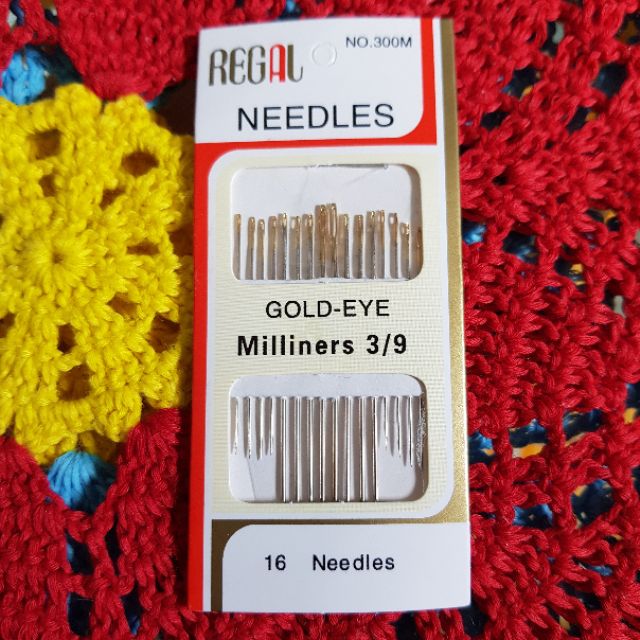 REGAL
NO.300M
NEEDLES
GOLD-EYE
Milliners 3/9
16 Needles